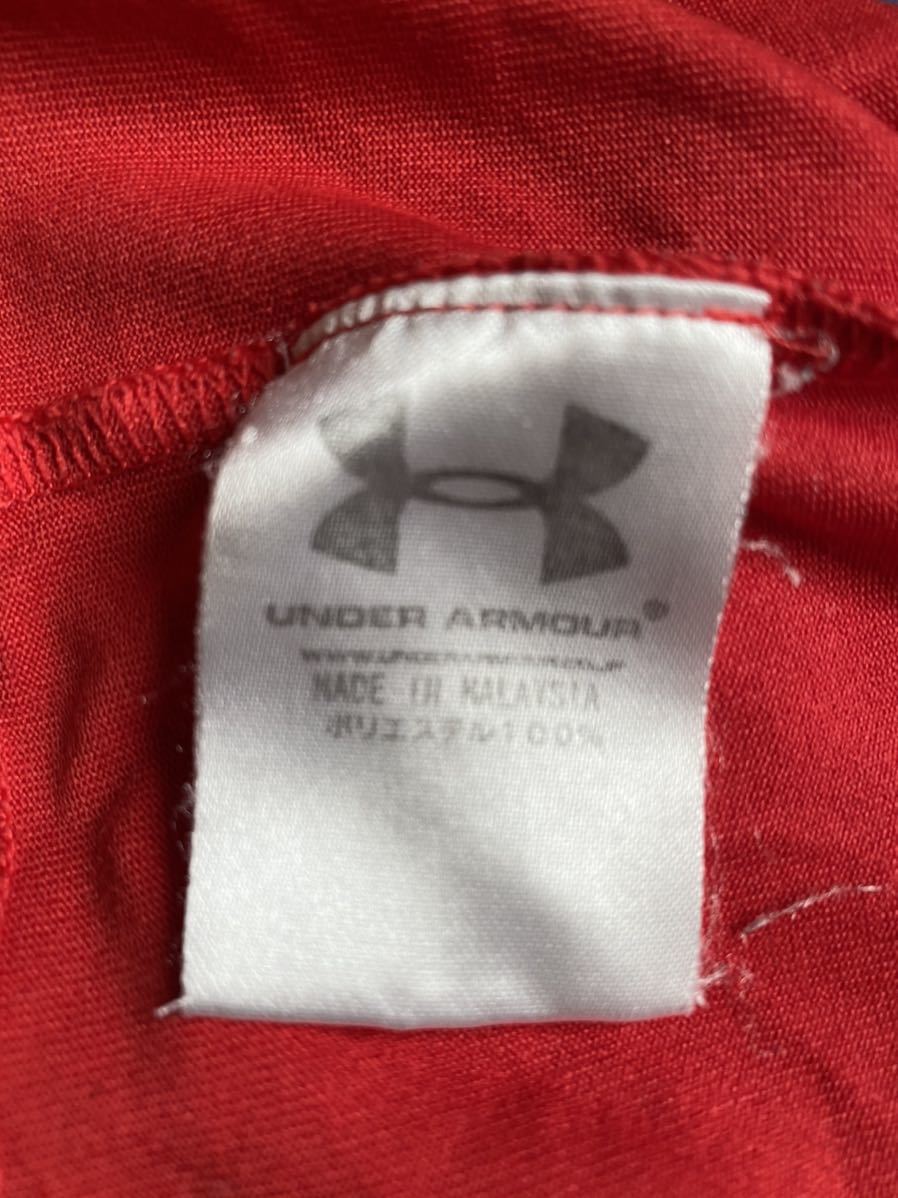 UNDER ARMOUR®
MADE IN MALAYSIA
ポリエステル100%